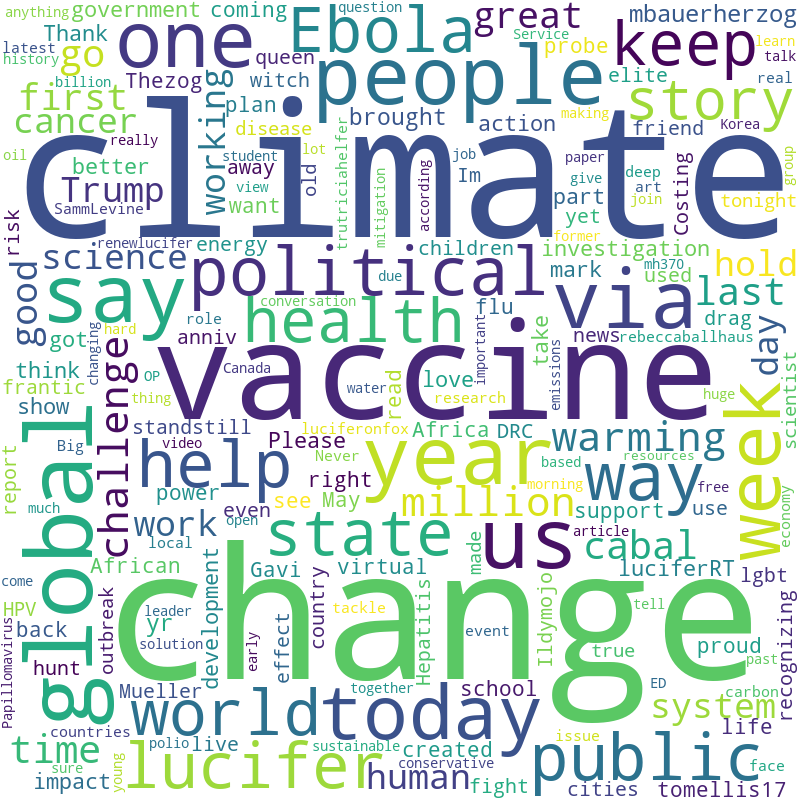 anything
government
coming
question
great
mbauerherzog
Thank
latest
history
go
one
Ebola
Service
keep
learn
talk
billion
Thezog
queen
people
probe
elite
real
first
working
witch
plan
brought
story
cancer
disease
action
making
friend
oil
really
climate
Korea
better
student
away
old
trutriciahelfer
according
job
Im
paper
deep
give
art
Costing
Trump
lot
want
mitigation
part
join
tonight
group
SammLevine
view
yet
former
risk
renewlucifer
energy
children
investigation
science
political
due
mark
used
mh370
hold
good
say
conversation
via
last
changing
role
health
flu
drag
day
got
anniv
important
take
news
rebeccaballhaus
hard
think
OP
Canada
vaccine
emissions
huge
scientist
frantic
thing
water
love
show
challenge
read
research
week
standstill
luciferonfox
Africa
DRC
warming
Big
video
Please
Never
year
report
global
help
right
based
resources
way
morning
free
economy
power
see
May
million
support
use
much
even
work
open
state
us
made
article
cabal
local
African
Gavi
virtual
luciferRT
lgbt
come
development
country
Hepatitis
change
Ildymojo
HPV
outbreak
leader
tackle
tell
yr
back
solution
early
effect
event
true
proud
past
recognizing
Papillomavirus
hunt
Mueller
together
school
ED
carbon
world
today
system
life
countries
time
polio
live
sustainable
created
issue
public
face
sure
young
lucifer
conservative
impact
human
fight
cities
tomellis17